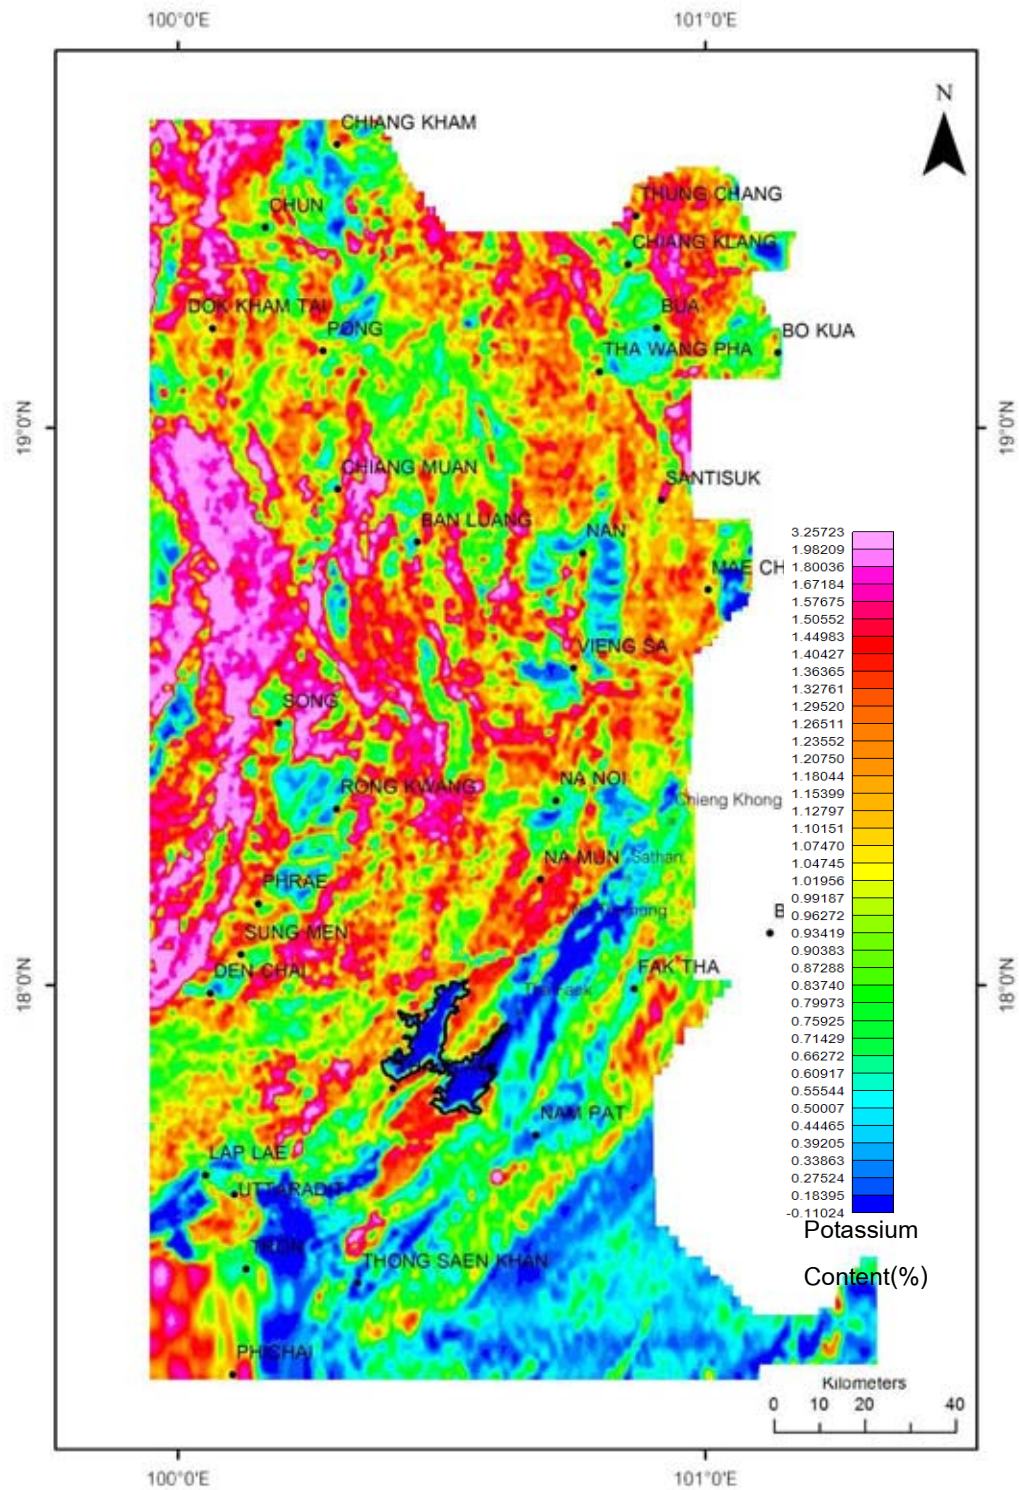 100°0'E 101°0'E
N
CHIANG KHAM
THUNG CHANG
CHUN
CHIANG KLANG
DOK KHAM TAI
BUA
PONG
BO KUA
THA WANG PHA
19°0'N 19°0'N
CHIANG MUAN
SANTISUK
BAN LUANG
NAN
MAE CH
VIENG SA
SONG
NA NOI
RONG KWANG
Chieng Khong
NA MUN
Sathan
PHRAE
B
SUNG MEN
FAK THA
DEN CHAI
18°0'N 18°0'N
NAM PAT
LAP LAE
UTTARADIT
TRON
THONG SAEN KHAN
PHICHAI
3.25723
1.98209
1.80036
1.67184
1.57675
1.50552
1.44983
1.40427
1.36365
1.32761
1.29520
1.26511
1.23552
1.20750
1.18044
1.15399
1.12797
1.10151
1.07470
1.04745
1.01956
0.99187
0.96272
0.93419
0.90383
0.87288
0.83740
0.79973
0.75925
0.71429
0.66272
0.60917
0.55544
0.50007
0.44465
0.39205
0.33863
0.27524
0.18395
-0.11024
Potassium
Content(%)
Kilometers
0 10 20 40
100°0'E 101°0'E